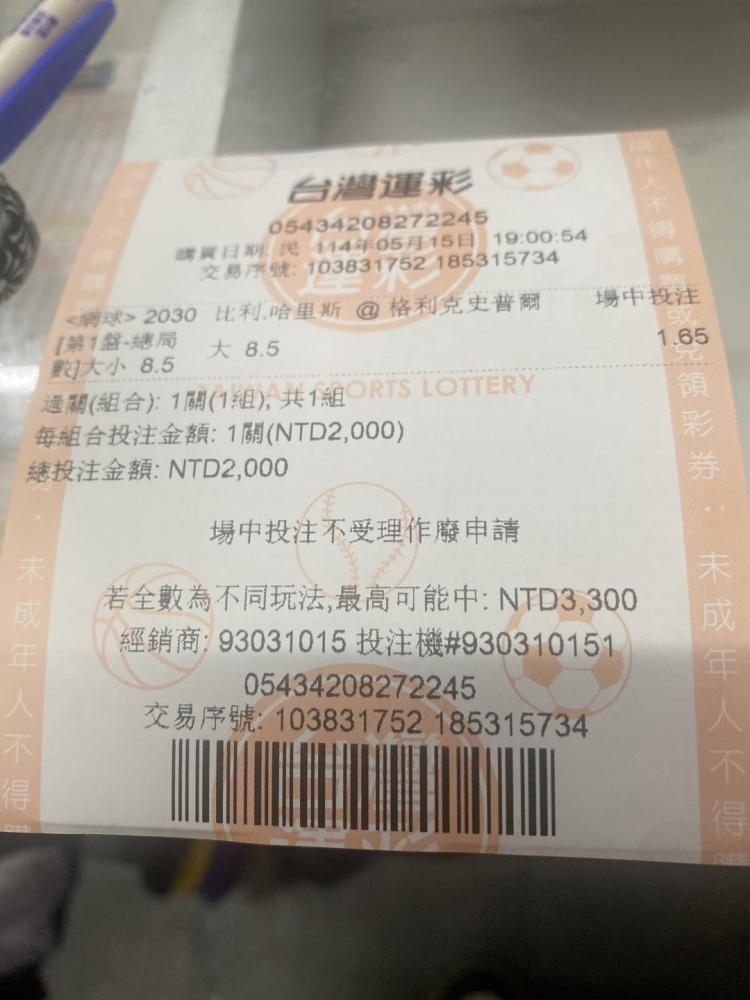 台灣運彩
05434208272245
購買日期: 民 114年05月15日 19:00:54
交易序號: 103831752 185315734
<網球> 2030 比利.哈里斯 @ 格利克史普爾 場中投注
[第1盤-總局數]大小 8.5 大 8.5 1.65
TAIWAN SPORTS LOTTERY
過關(組合): 1關(1組), 共1組
每組合投注金額: 1關(NTD2,000)
總投注金額: NTD2,000
場中投注不受理作廢申請
若全數為不同玩法,最高可能中: NTD3,300
經銷商: 93031015 投注機#930310151
05434208272245
交易序號: 103831752 185315734
成年人不得購買或兌領彩券．未成年人不得購
未成年人不得購